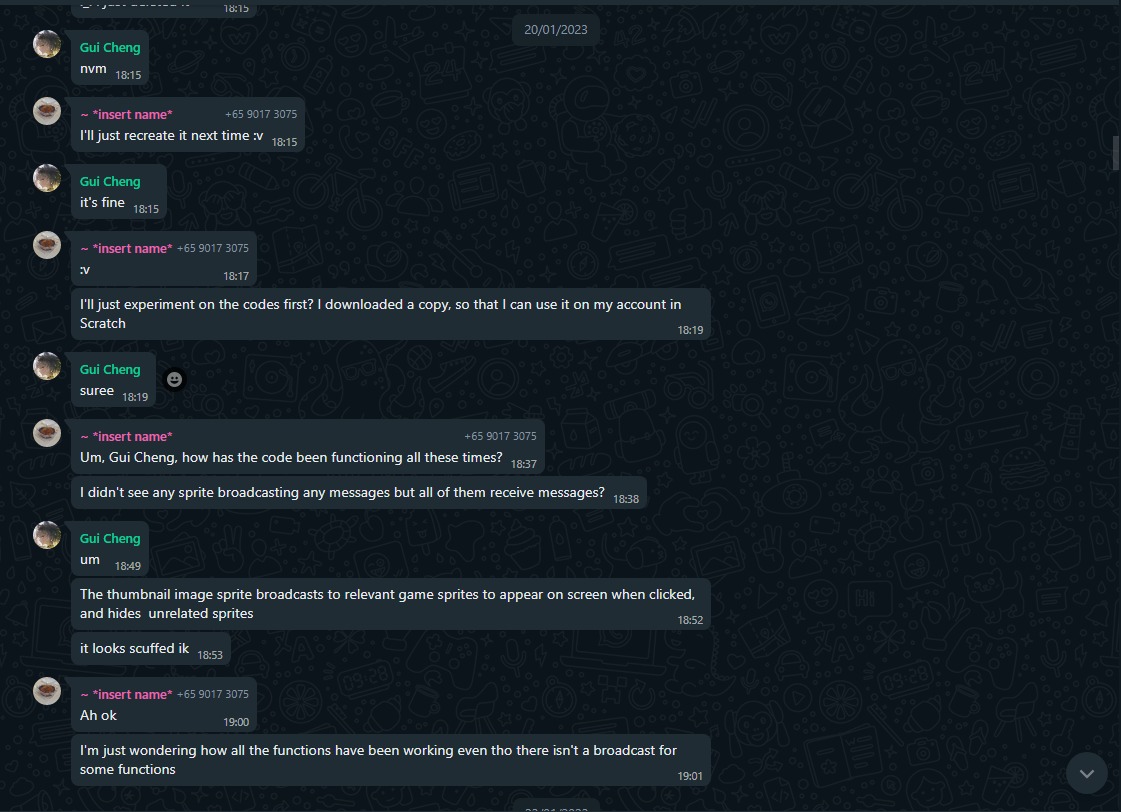 18:15
20/01/2023
Gui Cheng
nvm 18:15
~ *insert name* +65 9017 3075
I'll just recreate it next time :v 18:15
Gui Cheng
it's fine 18:15
~ *insert name* +65 9017 3075
:v 18:17
I'll just experiment on the codes first? I downloaded a copy, so that I can use it on my account in
Scratch 18:19
Gui Cheng
suree 18:19
~ *insert name* +65 9017 3075
Um, Gui Cheng, how has the code been functioning all these times? 18:37
I didn't see any sprite broadcasting any messages but all of them receive messages? 18:38
Gui Cheng
um 18:49
The thumbnail image sprite broadcasts to relevant game sprites to appear on screen when clicked,
and hides  unrelated sprites 18:52
it looks scuffed ik 18:53
~ *insert name* +65 9017 3075
Ah ok 19:00
I'm just wondering how all the functions have been working even tho there isn't a broadcast for
some functions 19:01